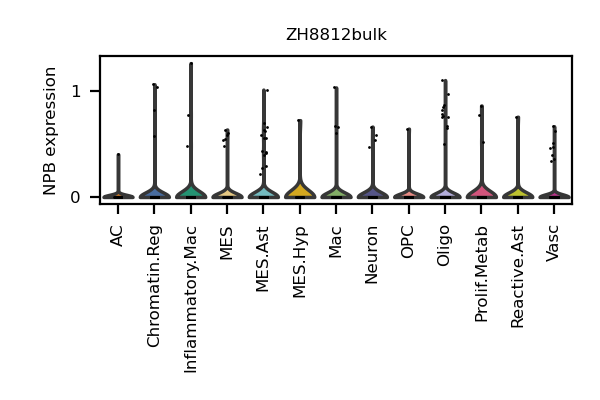 ZH8812bulk
NPB expression
1
0
AC
Chromatin.Reg
Inflammatory.Mac
MES
MES.Ast
MES.Hyp
Mac
Neuron
OPC
Oligo
Prolif.Metab
Reactive.Ast
Vasc